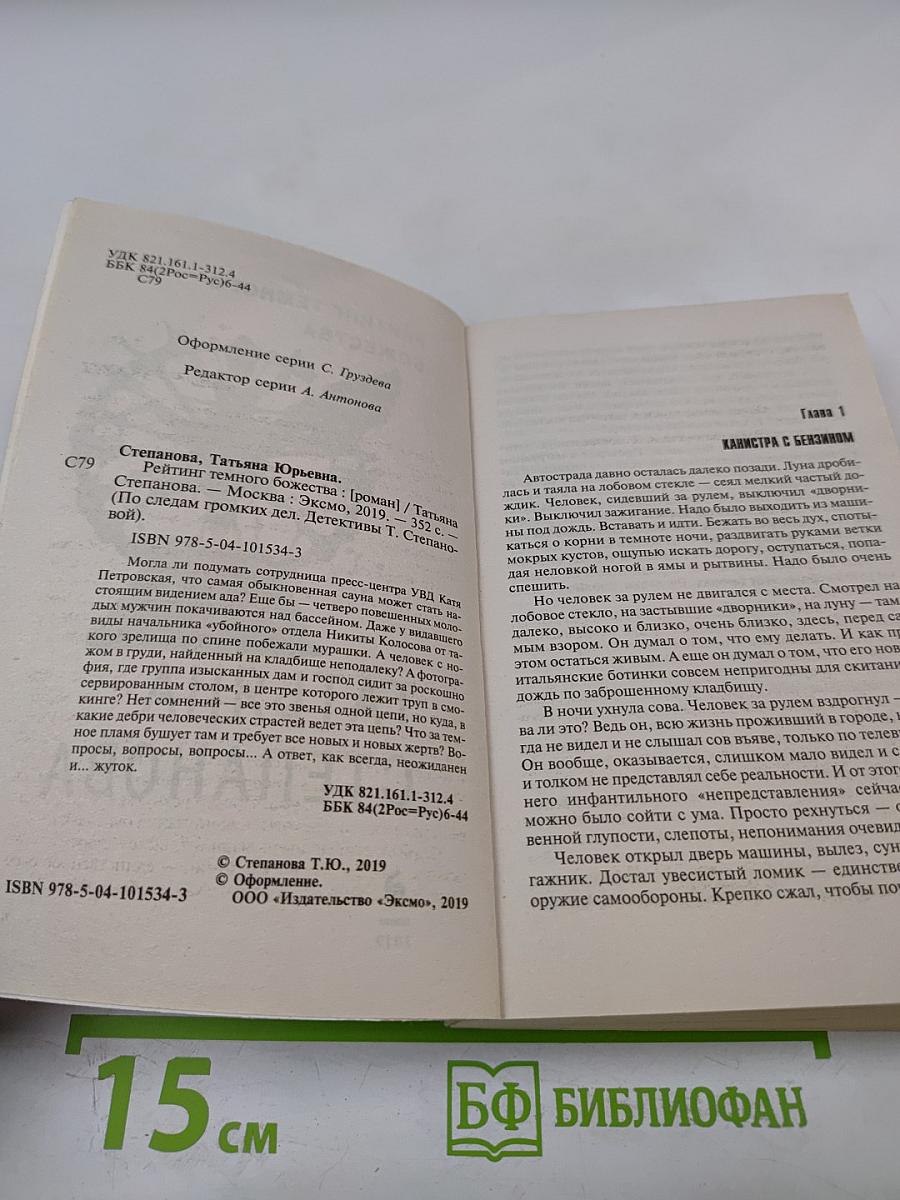 УДК 821.161.1-312.4
ББК 84(2Рос=Рус)6-44
С79
Оформление серии С. Груздева
Редактор серии А. Антонова
Степанова, Татьяна Юрьевна.
С79 Рейтинг темного божества : [роман] / Татьяна
Степанова. — Москва : Эксмо, 2019. — 352 с. —
(По следам громких дел. Детективы Т. Степано-
вой).
ISBN 978-5-04-101534-3
Могла ли подумать сотрудница пресс-центра УВД Катя
Петровская, что самая обыкновенная сауна может стать на-
стоящим видением ада? Еще бы — четверо повешенных моло-
дых мужчин покачиваются над бассейном. Даже у видавшего
виды начальника «убойного» отдела Никиты Колосова от та-
кого зрелища по спине побежали мурашки. А человек с но-
жом в груди, найденный на кладбище неподалеку? А фотогра-
фия, где группа изысканных дам и господ сидит за роскошно
сервированным столом, в центре которого лежит труп в смо-
кинге? Нет сомнений — все это звенья одной цепи, но куда, в
какие дебри человеческих страстей ведет эта цепь? Что за тем-
ное пламя бушует там и требует все новых и новых жертв? Во-
просы, вопросы, вопросы... А ответ, как всегда, неожиданен
и... жуток.
УДК 821.161.1-312.4
ББК 84(2Рос=Рус)6-44
© Степанова Т.Ю., 2019
© Оформление.
ISBN 978-5-04-101534-3 ООО «Издательство «Эксмо», 2019
Глава 1
КАНИСТРА С БЕНЗИНОМ
Автострада давно осталась далеко позади. Луна дроби-
лась и таяла на лобовом стекле — сеял мелкий частый до-
ждик. Человек, сидевший за рулем, выключил «дворни-
ки». Выключил зажигание. Надо было выходить из маши-
ны под дождь. Вставать и идти. Бежать во весь дух, споты-
каться о корни в темноте ночи, раздвигать руками ветки
мокрых кустов, ощупью искать дорогу, оступаться, попа-
дая неловкой ногой в ямы и рытвины. Надо было очень
спешить.
Но человек за рулем не двигался с места. Смотрел на
лобовое стекло, на застывшие «дворники», на луну — там
далеко, высоко и близко, очень близко, здесь, перед са
мым взором. Он думал о том, что ему делать. И как пр
этом остаться живым. А еще он думал о том, что его нов
итальянские ботинки совсем непригодны для скитани
дождь по заброшенному кладбищу.
В ночи ухнула сова. Человек за рулем вздрогнул —
ва ли это? Ведь он, всю жизнь проживший в городе, н
гда не видел и не слышал сов въяве, только по телев
Он вообще, оказывается, слишком мало видел и с
и толком не представлял себе реальности. И от этог
него инфантильного «непредставления» сейчас
можно было сойти с ума. Просто рехнуться — с
венной глупости, слепоты, непонимания очевид
Человек открыл дверь машины, вылез, сун
гажник. Достал увесистый ломик — единстве
оружие самообороны. Крепко сжал, чтобы по
15 см
БФ БИБЛИОФАН